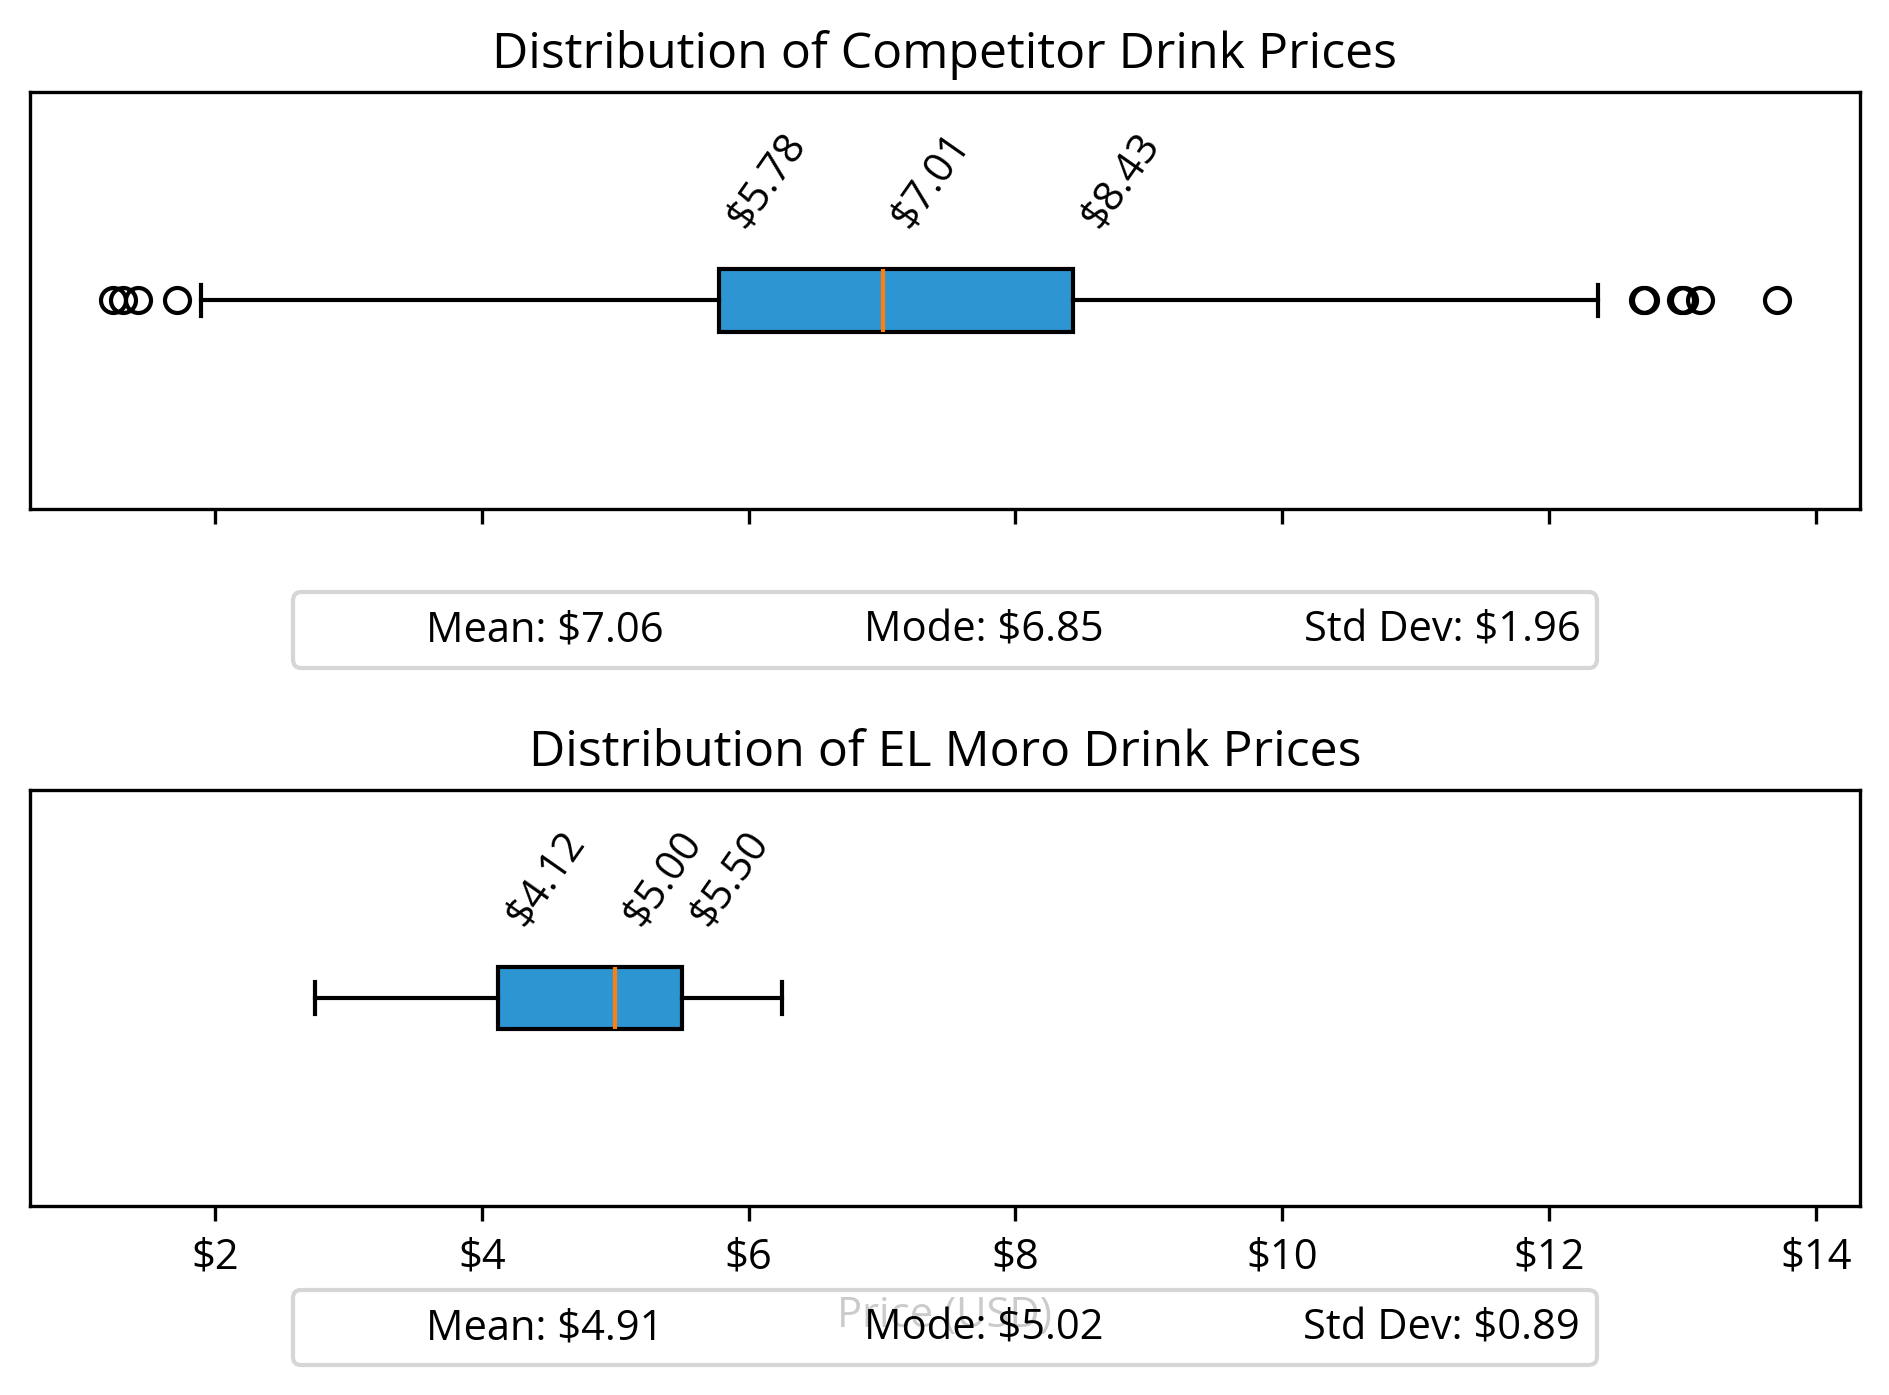 Distribution of Competitor Drink Prices
$5.78 $7.01 $8.43
Mean: $7.06 Mode: $6.85 Std Dev: $1.96
Distribution of EL Moro Drink Prices
$4.12 $5.00 $5.50
$2 $4 $6 $8 $10 $12 $14
Price (USD)
Mean: $4.91 Mode: $5.02 Std Dev: $0.89